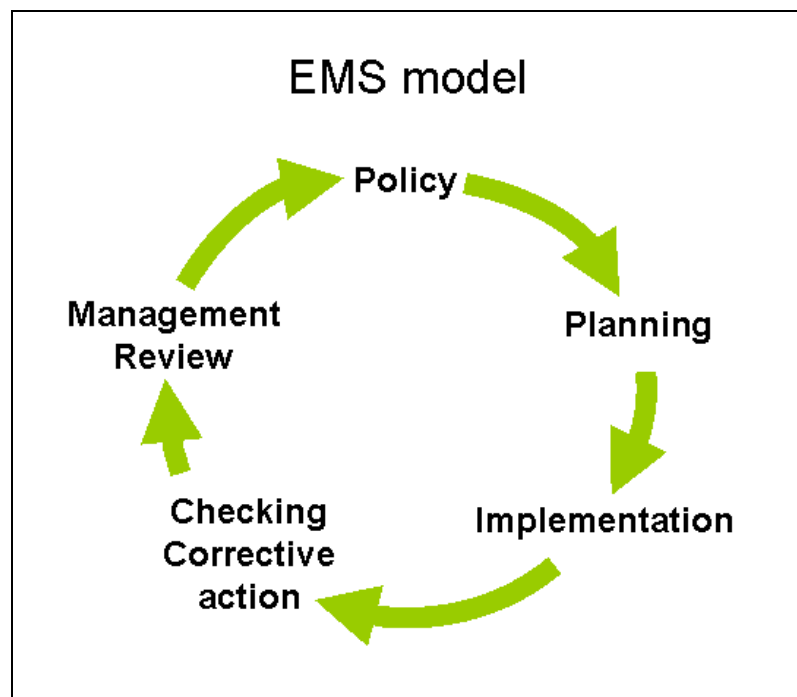 EMS model
Policy
Planning
Implementation
Checking
Corrective
action
Management
Review